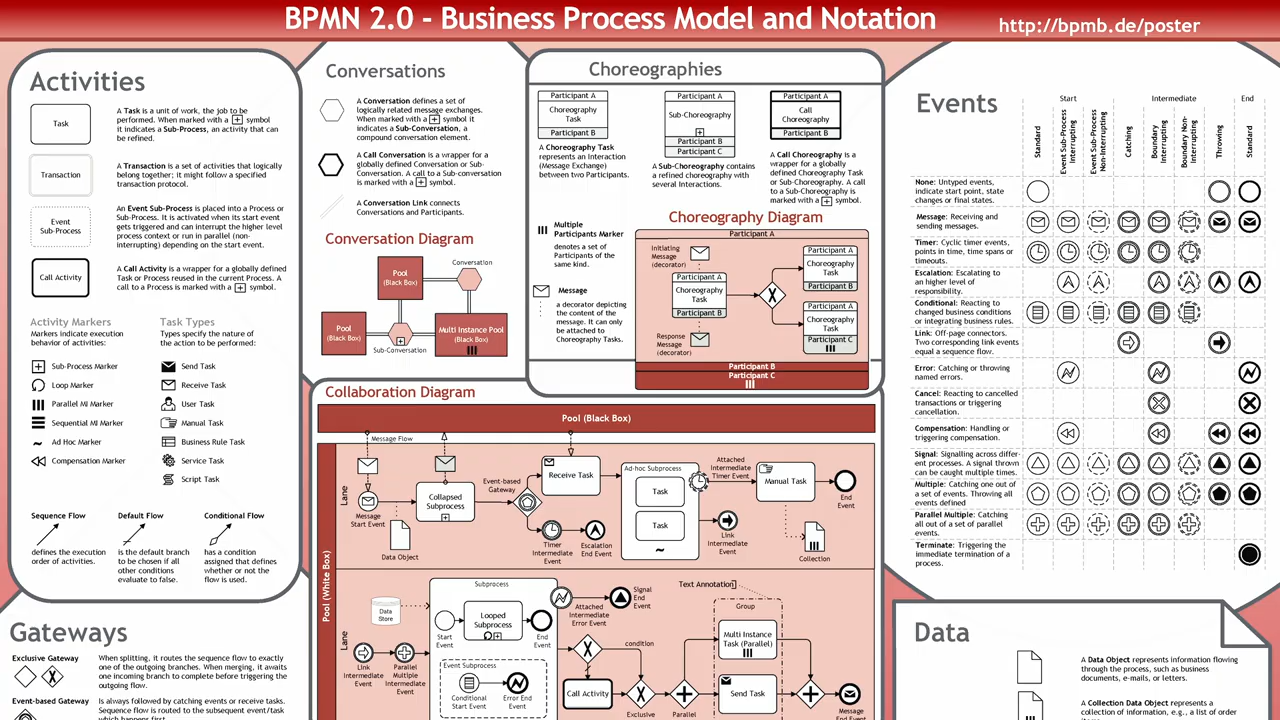 BPMN 2.0 - Business Process Model and Notation
http://bpmb.de/poster
Activities
Task
A Task is a unit of work, the job to be
performed. When marked with a + symbol
it indicates a Sub-Process, an activity that can
be refined.
Transaction
A Transaction is a set of activities that logically
belong together; it might follow a specified
transaction protocol.
Event
Sub-Process
An Event Sub-Process is placed into a Process or
Sub-Process. It is activated when its start event
gets triggered and can interrupt the higher level
process context or run in parallel (non-
interrupting) depending on the start event.
Call Activity
A Call Activity is a wrapper for a globally defined
Task or Process reused in the current Process. A
call to a Process is marked with a + symbol.
Activity Markers
Markers indicate execution
behavior of activities:
Sub-Process Marker
Loop Marker
Parallel MI Marker
Sequential MI Marker
~ Ad Hoc Marker
Compensation Marker
Task Types
Types specify the nature of
the action to be performed:
Send Task
Receive Task
User Task
Manual Task
Business Rule Task
Service Task
Script Task
Sequence Flow
defines the execution
order of activities.
Default Flow
is the default branch
to be chosen if all
other conditions
evaluate to false.
Conditional Flow
has a condition
assigned that defines
whether or not the
flow is used.
Gateways
Exclusive Gateway
When splitting, it routes the sequence flow to exactly
one of the outgoing branches. When merging, it awaits
one incoming branch to complete before triggering the
outgoing flow.
Event-based Gateway
Is always followed by catching events or receive tasks.
Sequence flow is routed to the subsequent event/task
which happens first.
Conversations
A Conversation defines a set of
logically related message exchanges.
When marked with a + symbol it
indicates a Sub-Conversation, a
compound conversation element.
A Call Conversation is a wrapper for a
globally defined Conversation or Sub-
Conversation. A call to a Sub-conversation
is marked with a + symbol.
A Conversation Link connects
Conversations and Participants.
Conversation Diagram
Pool
(Black Box)
Conversation
Pool
(Black Box)
Sub-Conversation
Multi Instance Pool
(Black Box)
Choreographies
Participant A
Choreography
Task
Participant B
A Choreography Task
represents an Interaction
(Message Exchange)
between two Participants.
Participant A
Sub-Choreography
Participant B
Participant C
A Sub-Choreography contains
a refined choreography with
several Interactions.
Participant A
Call
Choreography
Participant B
A Call Choreography is a
wrapper for a globally
defined Choreography Task
or Sub-Choreography. A call
to a Sub-Choreography is
marked with a + symbol.
Multiple
Participants Marker
denotes a set of
Participants of the
same kind.
Message
a decorator depicting
the content of the
message. It can only
be attached to
Choreography Tasks.
Choreography Diagram
Participant A
Initiating
Message
(decorator)
Participant A
Choreography
Task
Participant B
Response
Message
(decorator)
Participant A
Choreography
Task
Participant B
Participant A
Choreography
Task
Participant C
Participant B
Participant C
Collaboration Diagram
Pool (Black Box)
Message Flow
Pool (White Box)
Lane
Message
Start Event
Data Object
Collapsed
Subprocess
Event-based
Gateway
Receive Task
Timer
Intermediate
Event
Escalation
End Event
Ad-hoc Subprocess
Task
Task
~
Attached
Intermediate
Timer Event
Manual Task
End
Event
Link
Intermediate
Event
Collection
Lane
Data
Store
Link
Intermediate
Event
Parallel
Multiple
Intermediate
Event
Subprocess
Start
Event
Looped
Subprocess
End
Event
Event Subprocess
Conditional
Start Event
Error End
Event
Attached
Intermediate
Error Event
Signal
End
Event
Call Activity
condition
Exclusive
Parallel
Text Annotation
Group
Multi Instance
Task (Parallel)
Send Task
Message
End Event
Events
Start
Intermediate
End
Standard
Event Sub-Process
Interrupting
Event Sub-Process
Non-Interrupting
Catching
Boundary
Interrupting
Boundary Non-
Interrupting
Throwing
Standard
None: Untyped events,
indicate start point, state
changes or final states.
Message: Receiving and
sending messages.
Timer: Cyclic timer events,
points in time, time spans or
timeouts.
Escalation: Escalating to
an higher level of
responsibility.
Conditional: Reacting to
changed business conditions
or integrating business rules.
Link: Off-page connectors.
Two corresponding link events
equal a sequence flow.
Error: Catching or throwing
named errors.
Cancel: Reacting to cancelled
transactions or triggering
cancellation.
Compensation: Handling or
triggering compensation.
Signal: Signalling across differ-
ent processes. A signal thrown
can be caught multiple times.
Multiple: Catching one out of
a set of events. Throwing all
events defined
Parallel Multiple: Catching
all out of a set of parallel
events.
Terminate: Triggering the
immediate termination of a
process.
Data
A Data Object represents information flowing
through the process, such as business
documents, e-mails, or letters.
A Collection Data Object represents a
collection of information, e.g., a list of order